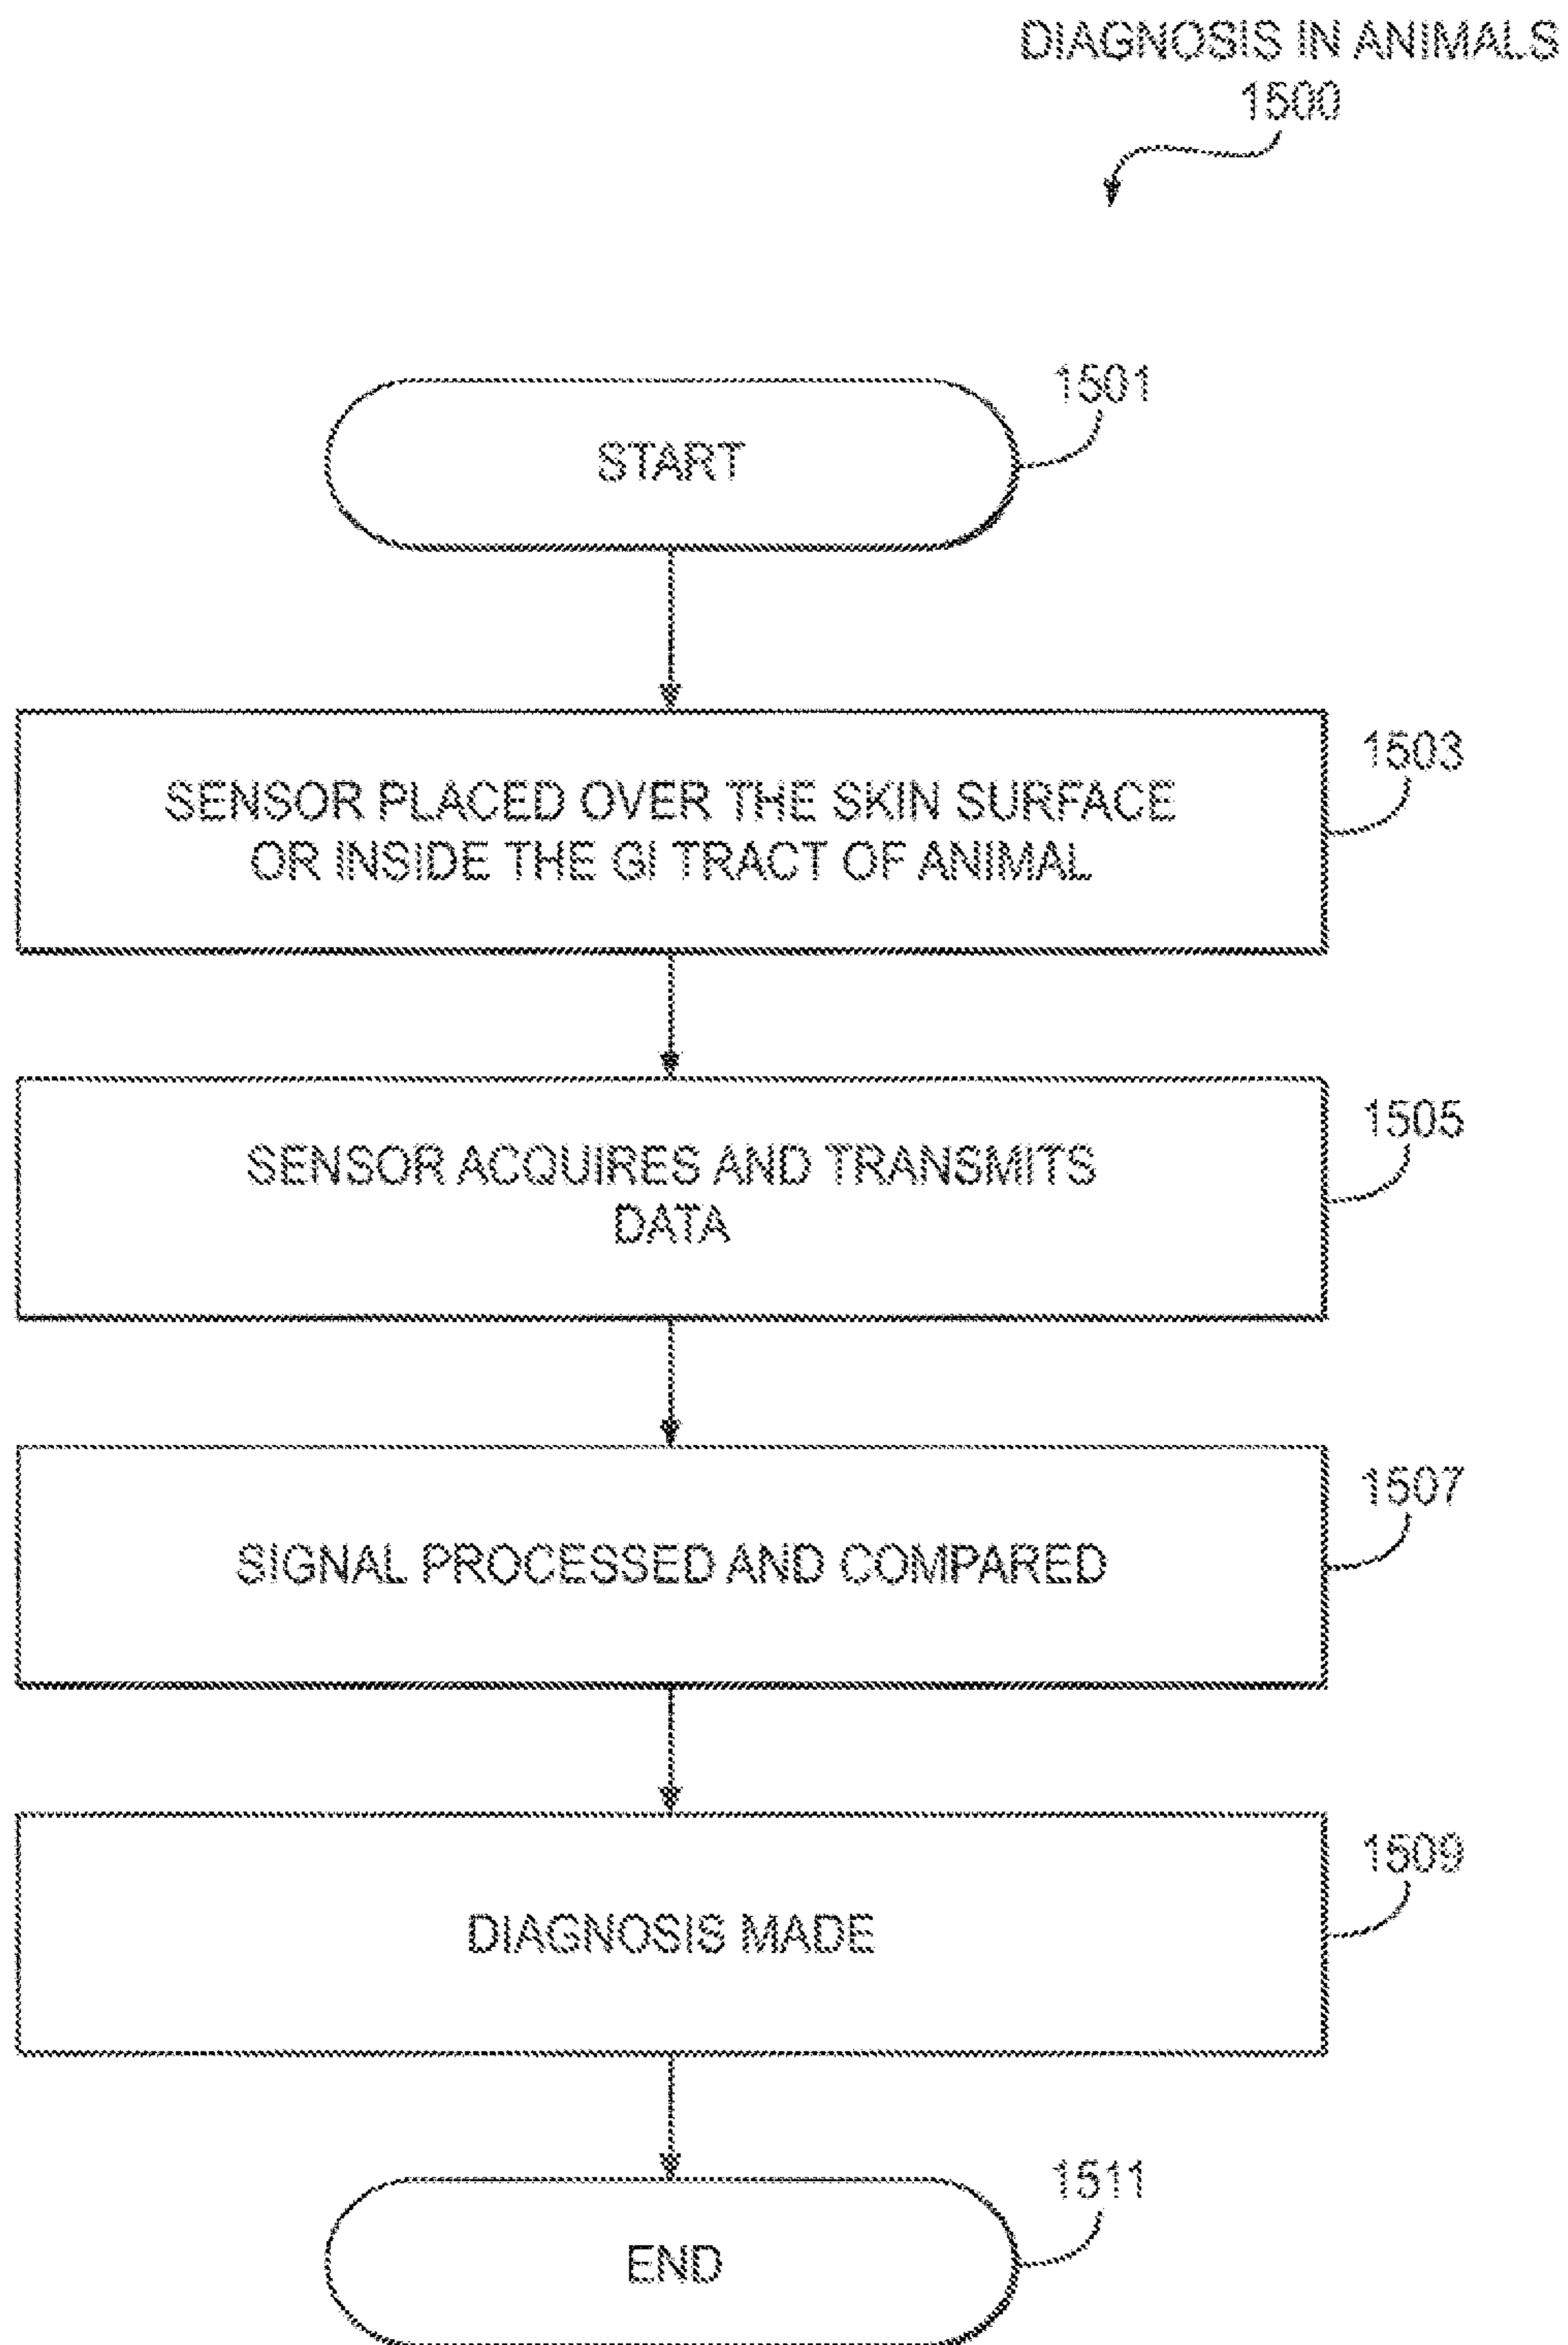 DIAGNOSIS IN ANIMALS
1500
1501
START
1503
SENSOR PLACED OVER THE SKIN SURFACE
OR INSIDE THE GI TRACT OF ANIMAL
1505
SENSOR ACQUIRES AND TRANSMITS
DATA
1507
SIGNAL PROCESSED AND COMPARED
1509
DIAGNOSIS MADE
1511
END